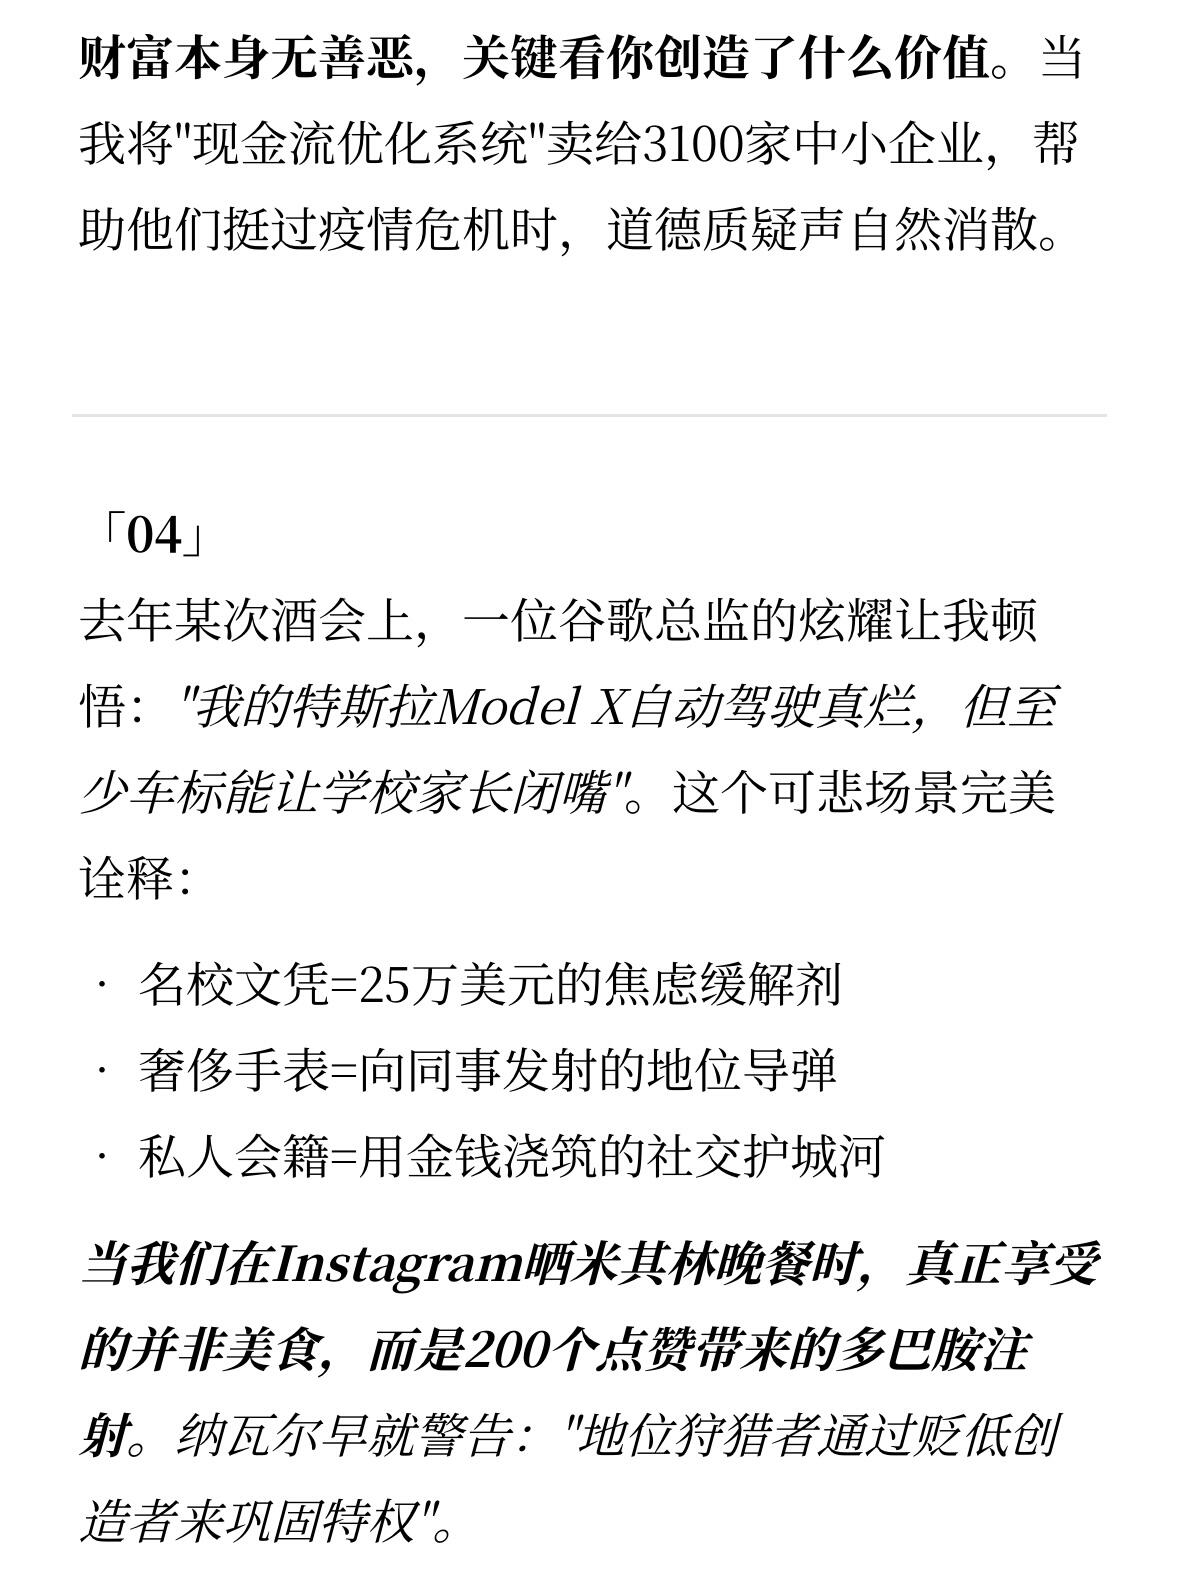 财富本身无善恶，关键看你创造了什么价值。当
我将"现金流优化系统"卖给3100家中小企业，帮
助他们挺过疫情危机时，道德质疑声自然消散。
「04」
去年某次酒会上，一位谷歌总监的炫耀让我顿
悟："我的特斯拉Model X自动驾驶真烂，但至
少车标能让学校家长闭嘴"。这个可悲场景完美
诠释：
· 名校文凭=25万美元的焦虑缓解剂
· 奢侈手表=向同事发射的地位导弹
· 私人会籍=用金钱浇筑的社交护城河
当我们在Instagram晒米其林晚餐时，真正享受
的并非美食，而是200个点赞带来的多巴胺注
射。纳瓦尔早就警告："地位狩猎者通过贬低创
造者来巩固特权"。